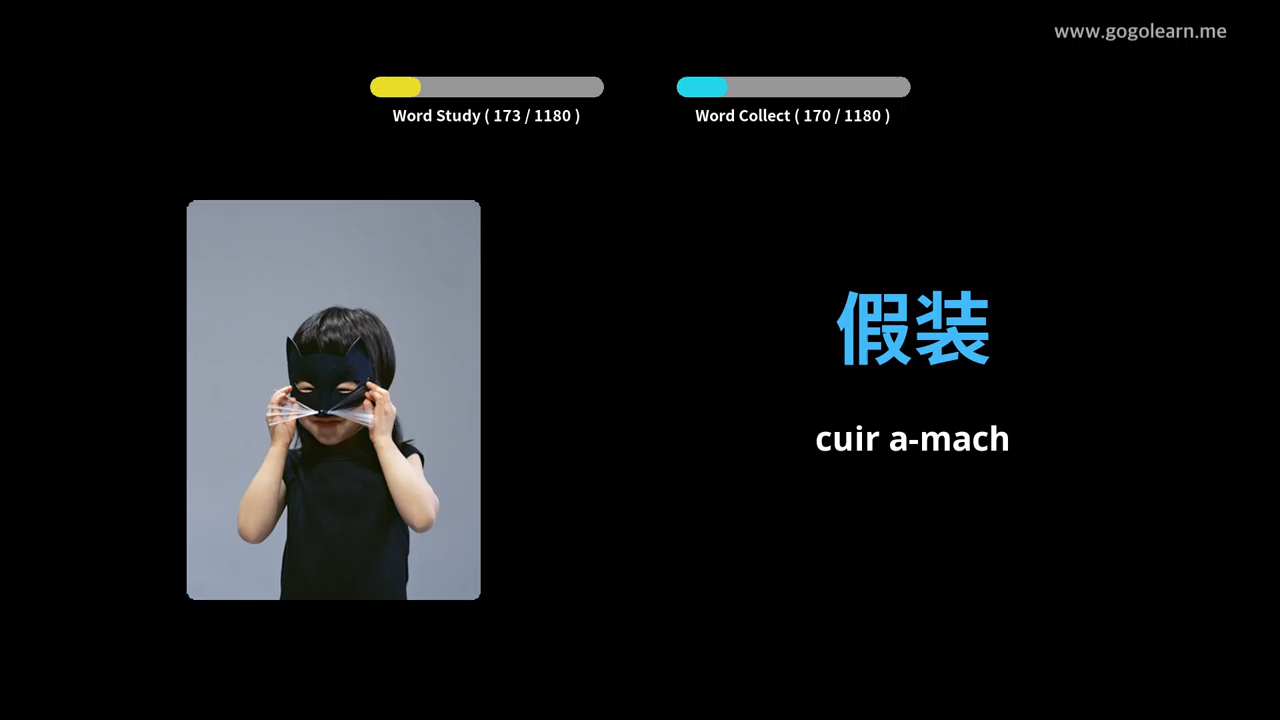 www.gogolearn.me
Word Study ( 173 / 1180 )
Word Collect ( 170 / 1180 )
假装
cuir a-mach